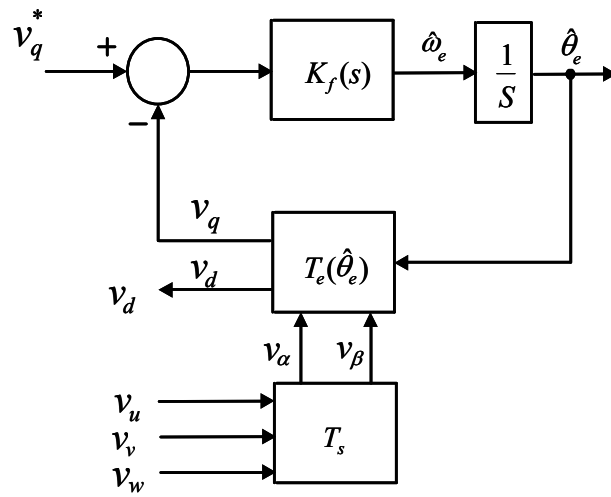 v_q^*
+
K_f(s)
ω̂_e
1/S
θ̂_e
−
v_q
T_e(θ̂_e)
v_d
v_d
v_α
v_β
v_u
v_v
T_s
v_w